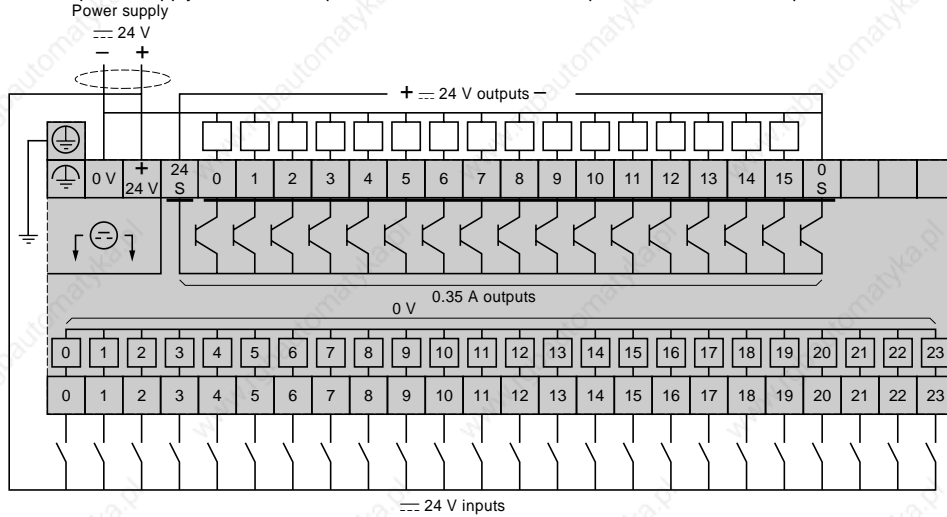 Power supply
24 V
− +
+ 24 V outputs −
0 V + 24 V 24 S 0 1 2 3 4 5 6 7 8 9 10 11 12 13 14 15 0 S
0.35 A outputs
0 V
0 1 2 3 4 5 6 7 8 9 10 11 12 13 14 15 16 17 18 19 20 21 22 23
0 1 2 3 4 5 6 7 8 9 10 11 12 13 14 15 16 17 18 19 20 21 22 23
24 V inputs
www.rgbautomatyka.pl